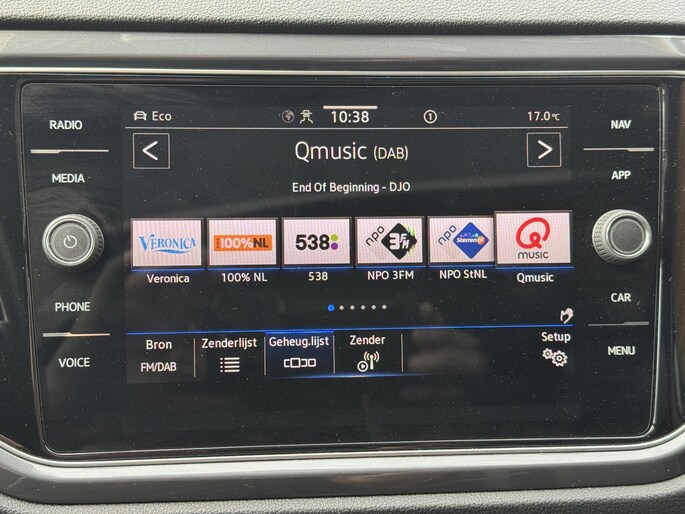 RADIO
MEDIA
PHONE
VOICE
Eco
10:38
1
17.0°C
NAV
APP
CAR
MENU
Qmusic (DAB)
End Of Beginning - DJO
VERONICA
100%NL
538
npo 3FM
npo SterrenNL
Q music
Veronica
100% NL
538
NPO 3FM
NPO StNL
Qmusic
Bron
FM/DAB
Zenderlijst
Geheug.lijst
Zender
Setup